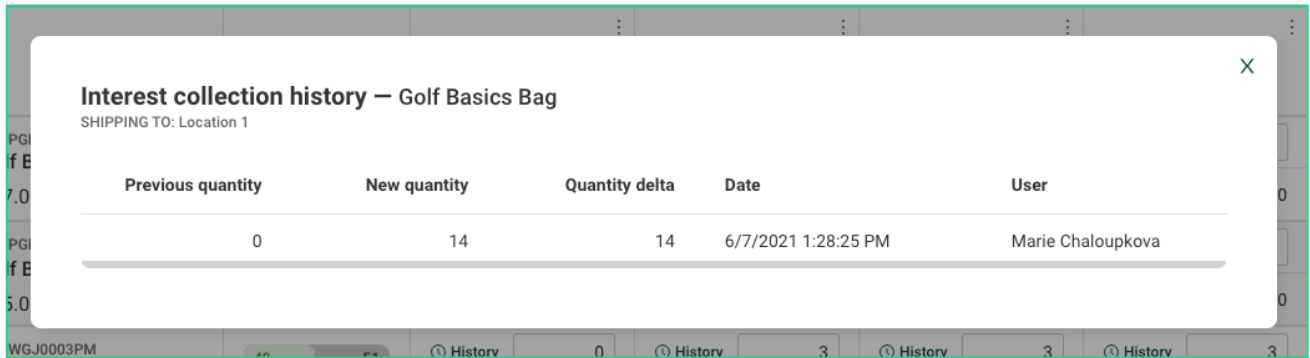 Interest collection history — Golf Basics Bag
X
SHIPPING TO: Location 1
Previous quantity New quantity Quantity delta Date User
0 14 14 6/7/2021 1:28:25 PM Marie Chaloupkova
0
0
WGJ0003PM
History 0 History 3 History 3 History 3